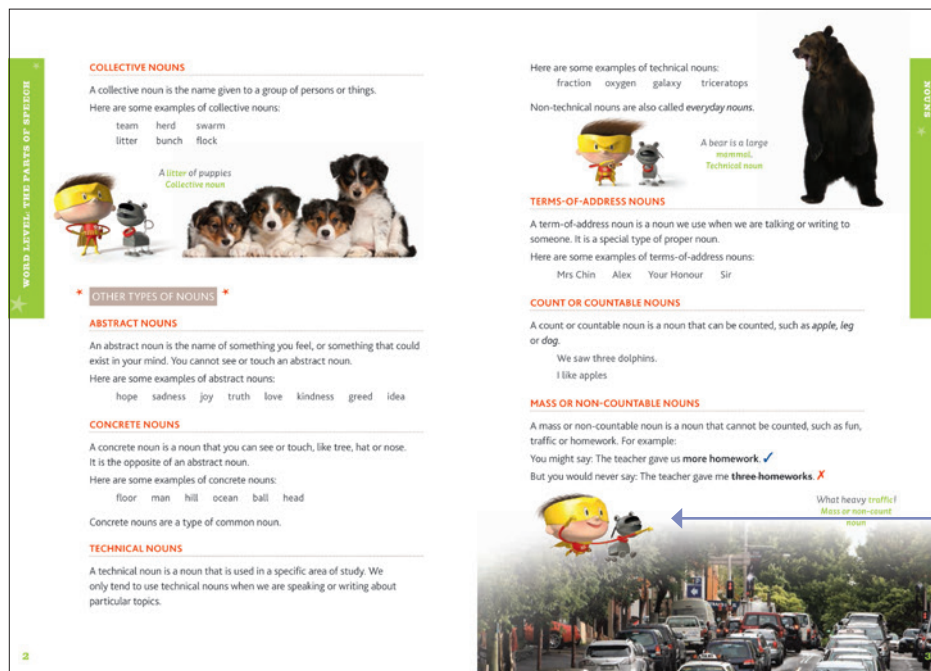 WORD LEVEL: THE PARTS OF SPEECH
COLLECTIVE NOUNS
A collective noun is the name given to a group of persons or things.
Here are some examples of collective nouns:
team herd swarm
litter bunch flock
A litter of puppies
Collective noun
OTHER TYPES OF NOUNS
ABSTRACT NOUNS
An abstract noun is the name of something you feel, or something that could
exist in your mind. You cannot see or touch an abstract noun.
Here are some examples of abstract nouns:
hope sadness joy truth love kindness greed idea
CONCRETE NOUNS
A concrete noun is a noun that you can see or touch, like tree, hat or nose.
It is the opposite of an abstract noun.
Here are some examples of concrete nouns:
floor man hill ocean ball head
Concrete nouns are a type of common noun.
TECHNICAL NOUNS
A technical noun is a noun that is used in a specific area of study. We
only tend to use technical nouns when we are speaking or writing about
particular topics.
2
NOUNS
Here are some examples of technical nouns:
fraction oxygen galaxy triceratops
Non-technical nouns are also called everyday nouns.
A bear is a large
mammal.
Technical noun
TERMS-OF-ADDRESS NOUNS
A term-of-address noun is a noun we use when we are talking or writing to
someone. It is a special type of proper noun.
Here are some examples of terms-of-address nouns:
Mrs Chin Alex Your Honour Sir
COUNT OR COUNTABLE NOUNS
A count or countable noun is a noun that can be counted, such as apple, leg
or dog.
We saw three dolphins.
I like apples
MASS OR NON-COUNTABLE NOUNS
A mass or non-countable noun is a noun that cannot be counted, such as fun,
traffic or homework. For example:
You might say: The teacher gave us more homework. ✓
But you would never say: The teacher gave me three homeworks. ✗
What heavy traffic!
Mass or non-count
noun
3